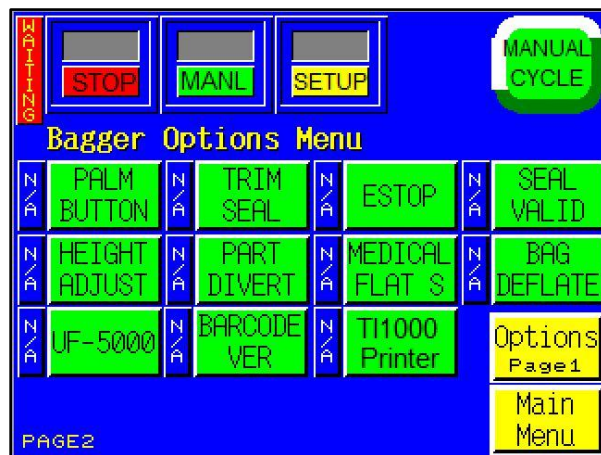 WAITING
STOP
MANL
SETUP
MANUAL
CYCLE
Bagger Options Menu
N/A
PALM
BUTTON
N/A
TRIM
SEAL
N/A
ESTOP
N/A
SEAL
VALID
N/A
HEIGHT
ADJUST
N/A
PART
DIVERT
N/A
MEDICAL
FLAT S
N/A
BAG
DEFLATE
N/A
UF-5000
N/A
BARCODE
VER
N/A
TI1000
Printer
Options
Page1
Main
Menu
PAGE2